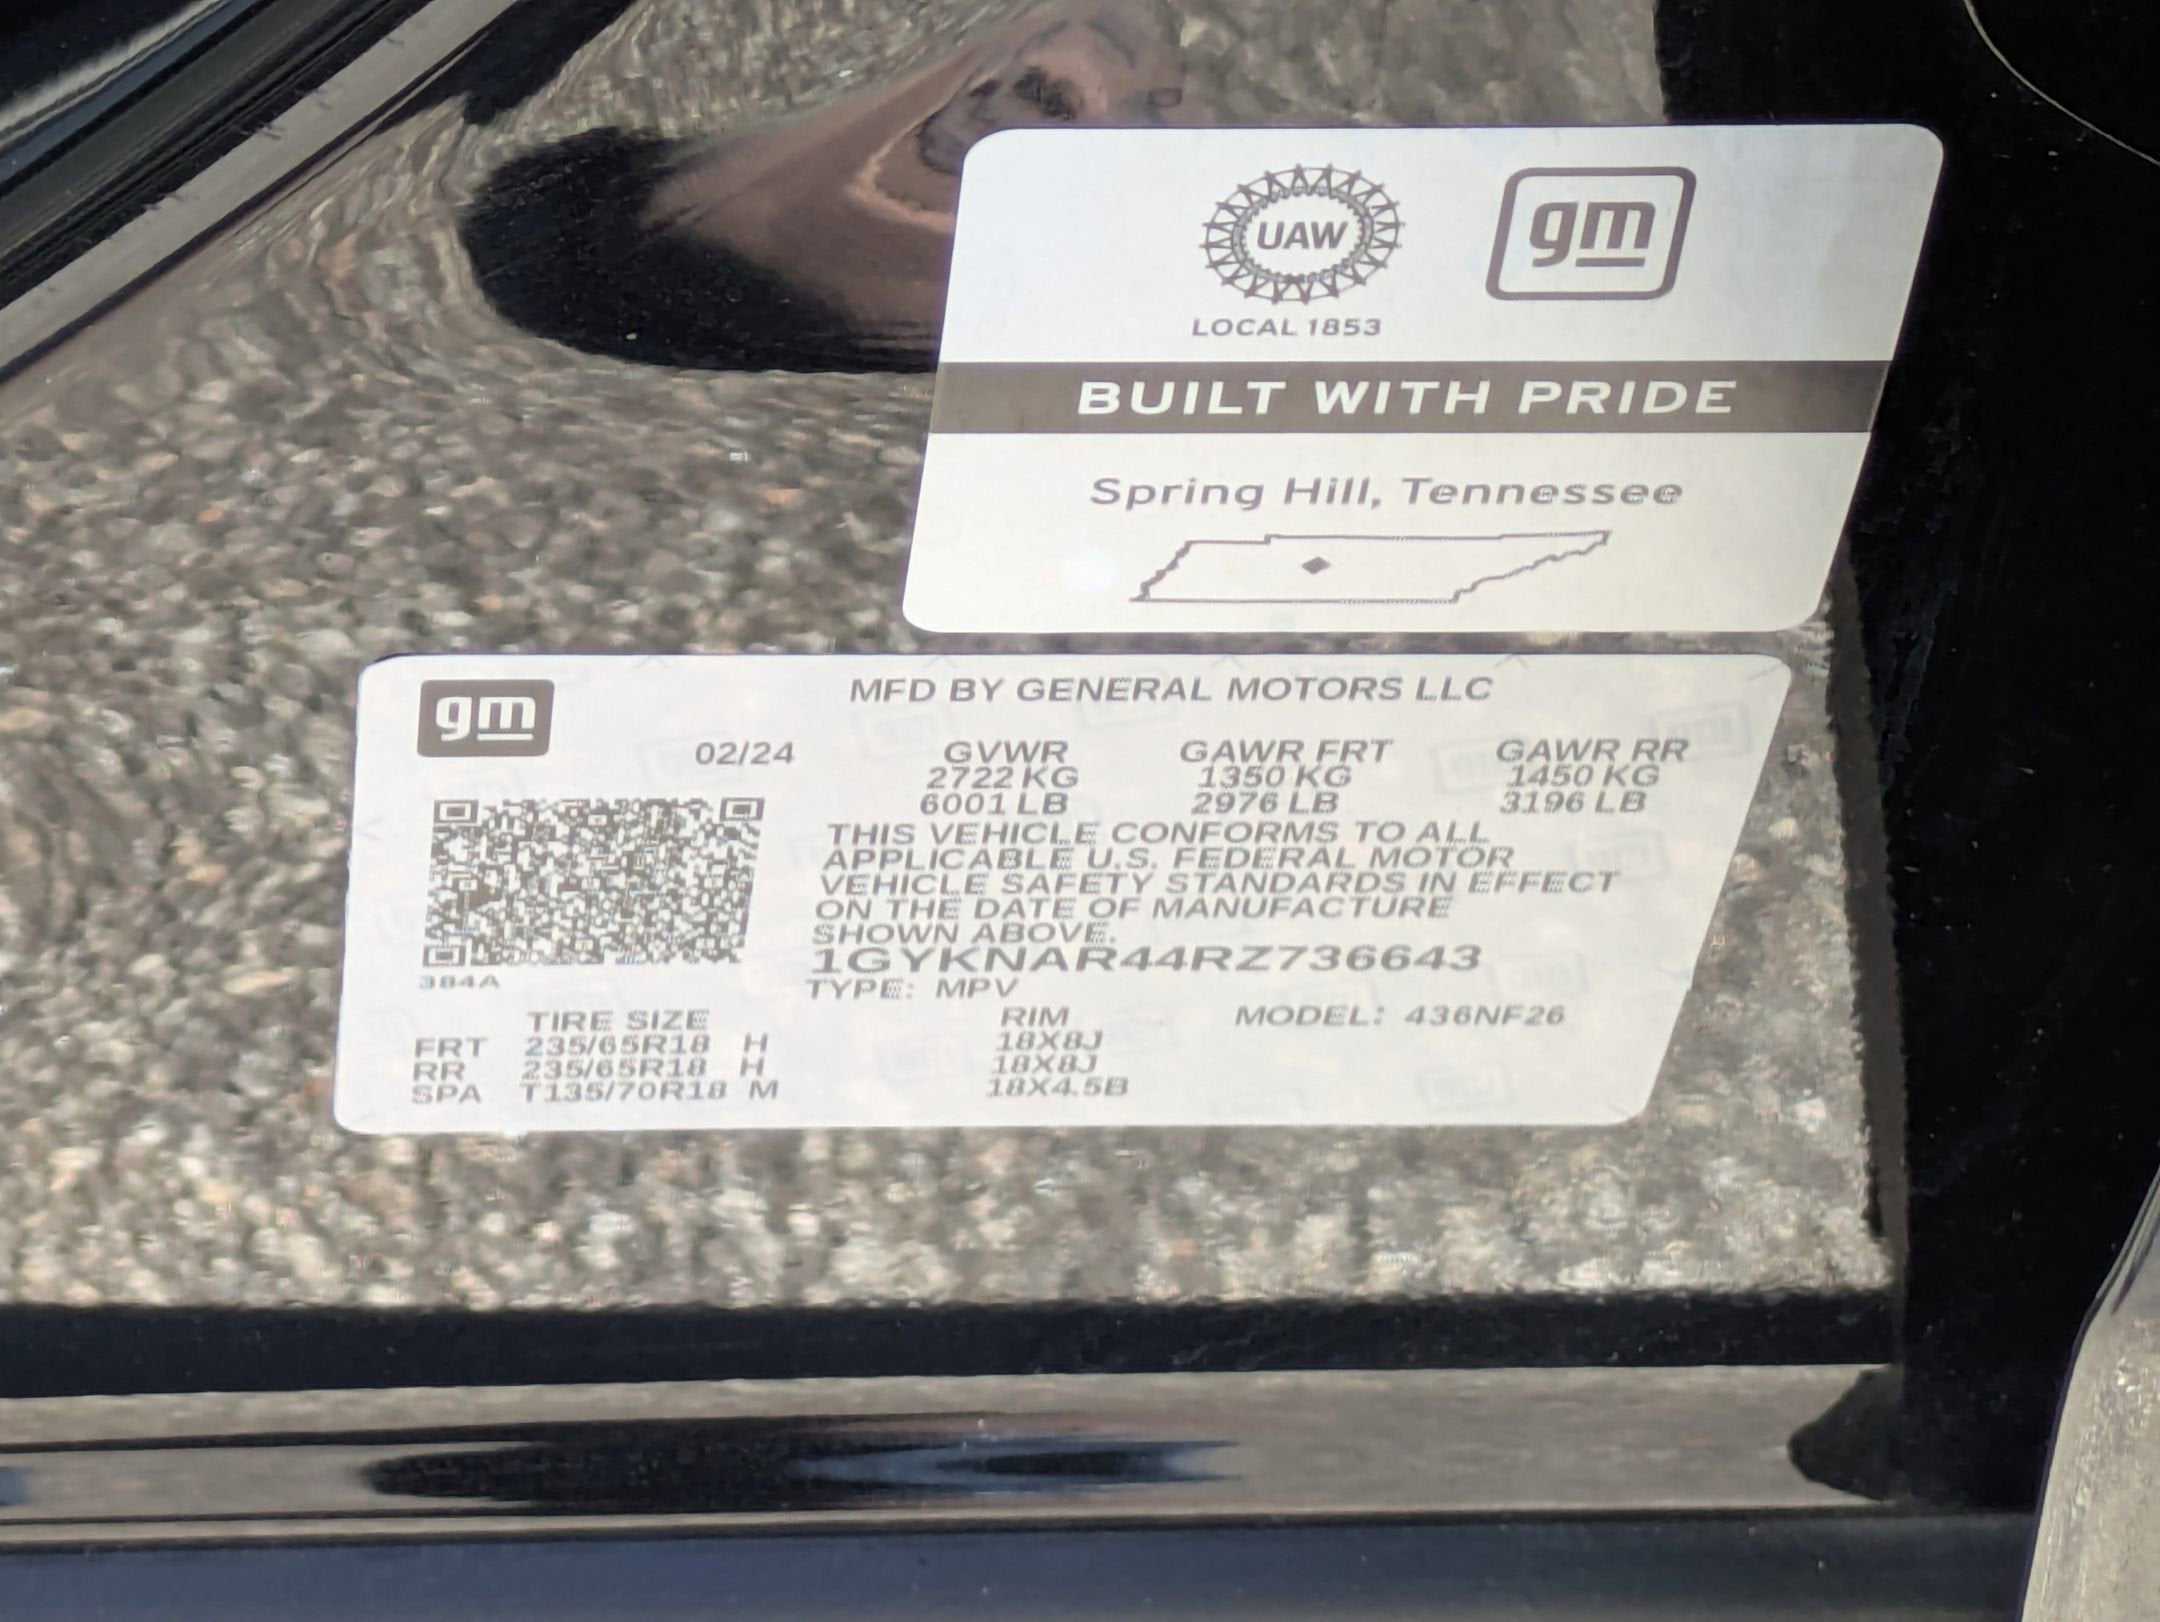 UAW
gm
LOCAL 1853
BUILT WITH PRIDE
Spring Hill, Tennessee
gm
MFD BY GENERAL MOTORS LLC
02/24 GVWR GAWR FRT GAWR RR
2722 KG 1350 KG 1450 KG
6001 LB 2976 LB 3196 LB
THIS VEHICLE CONFORMS TO ALL
APPLICABLE U.S. FEDERAL MOTOR
VEHICLE SAFETY STANDARDS IN EFFECT
ON THE DATE OF MANUFACTURE
SHOWN ABOVE.
1GYKNAR44RZ736643
384A
TYPE: MPV
TIRE SIZE RIM MODEL: 436NF26
FRT 235/65R18 H 18X8J
RR 235/65R18 H 18X8J
SPA T135/70R18 M 18X4.5B